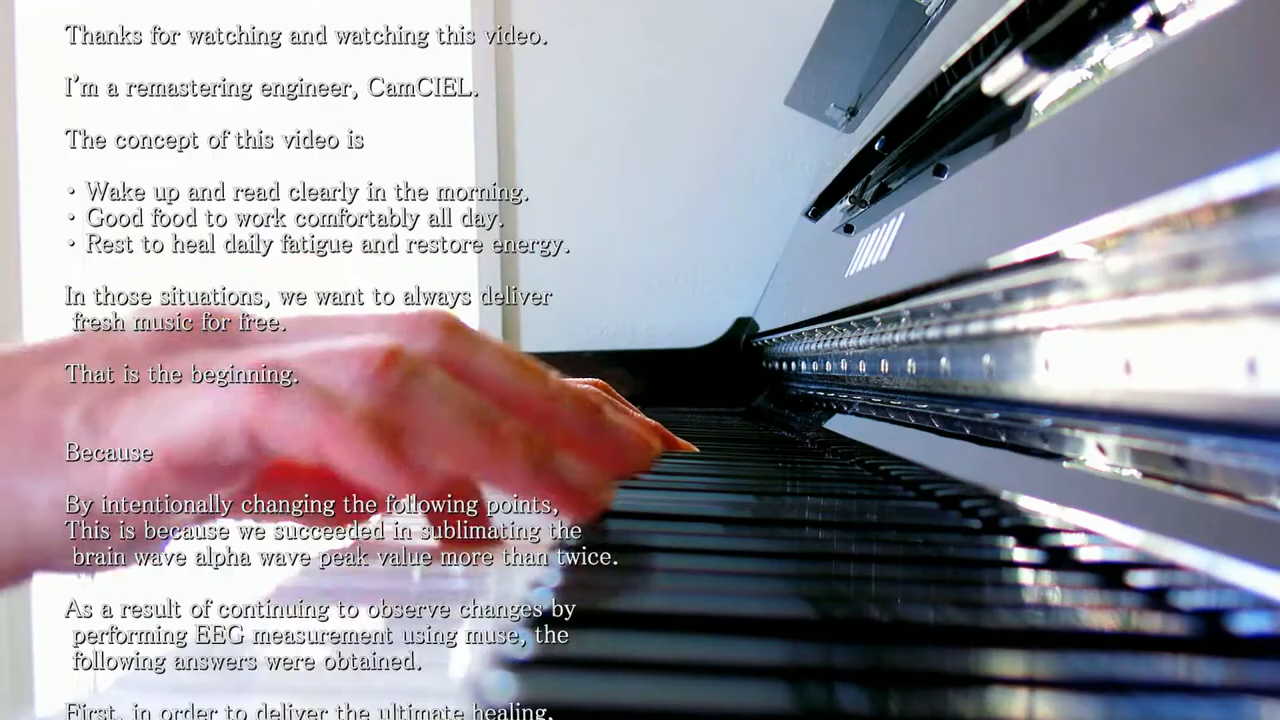 Thanks for watching and watching this video.
I'm a remastering engineer, CamCIEL.
The concept of this video is
・Wake up and read clearly in the morning.
・Good food to work comfortably all day.
・Rest to heal daily fatigue and restore energy.
In those situations, we want to always deliver
fresh music for free.
That is the beginning.
Because
By intentionally changing the following points,
This is because we succeeded in sublimating the
brain wave alpha wave peak value more than twice.
As a result of continuing to observe changes by
performing EEG measurement using muse, the
following answers were obtained.
First, in order to deliver the ultimate healing,